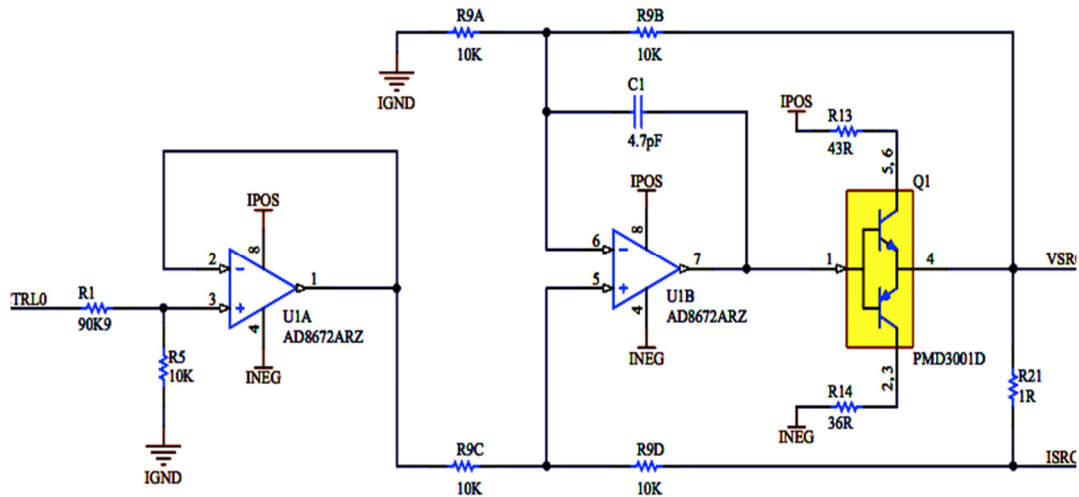 R9A
10K
R9B
10K
IGND
C1
4.7pF
IPOS
R13
43R
5, 6
Q1
IPOS
8
2
3
1
4
U1A
AD8672ARZ
INEG
TRL0
R1
90K9
R5
10K
IGND
IPOS
8
6
5
7
4
U1B
AD8672ARZ
INEG
1
4
PMD3001D
2, 3
R14
36R
INEG
R21
1R
R9C
10K
R9D
10K